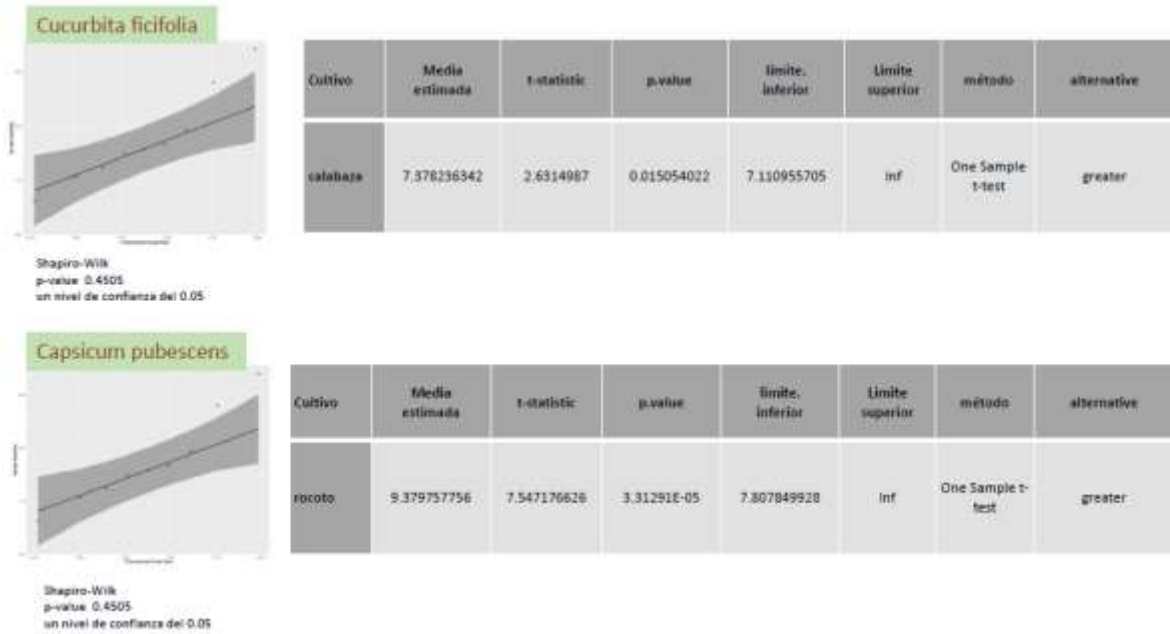 Cucurbita ficifolia
Cultivo
Media estimada
t-statistic
p.value
limite. inferior
Limite superior
método
alternative
calabaza
7.378236342
2.6314987
0.015054022
7.110955705
Inf
One Sample t-test
greater
Shapiro-Wilk
p-value 0.4505
un nivel de confianza del 0.05
Capsicum pubescens
Cultivo
Media estimada
t-statistic
p.value
limite. inferior
Limite superior
método
alternative
rocoto
9.379757756
7.547176626
3.31291E-05
7.807849928
Inf
One Sample t-test
greater
Shapiro-Wilk
p-value 0.4505
un nivel de confianza del 0.05